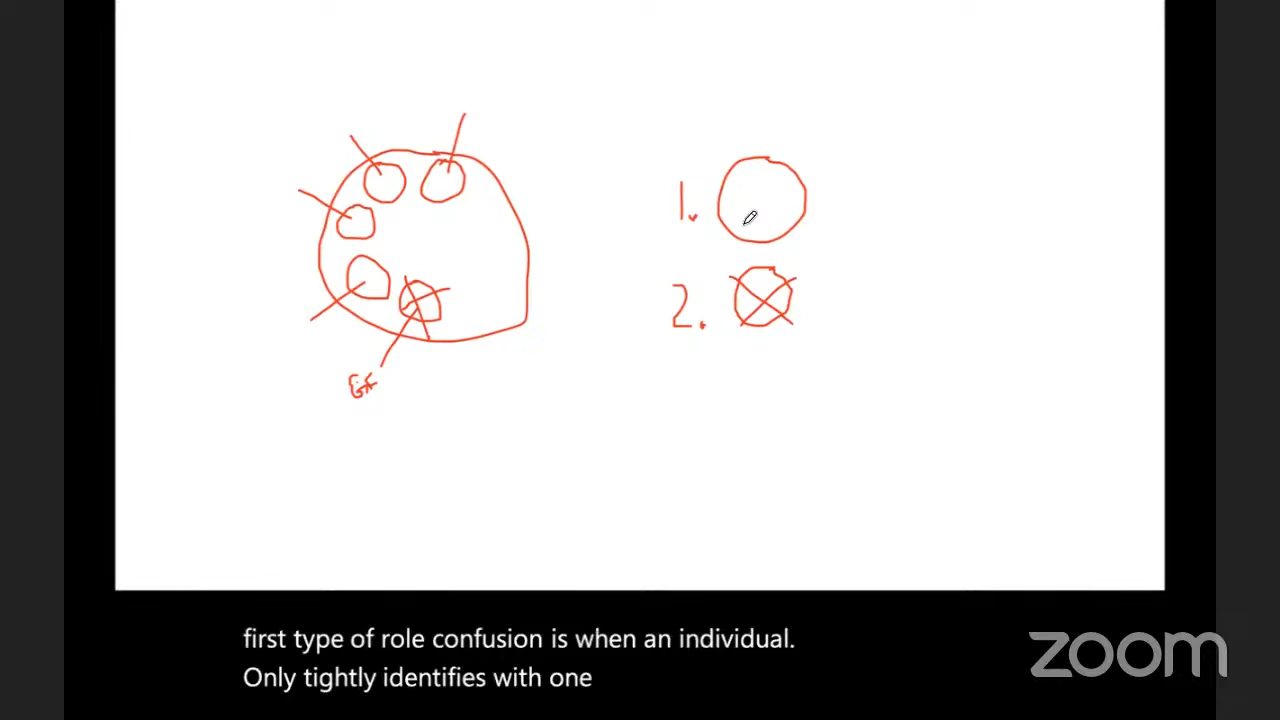 1.
2.
first type of role confusion is when an individual.
Only tightly identifies with one
zoom